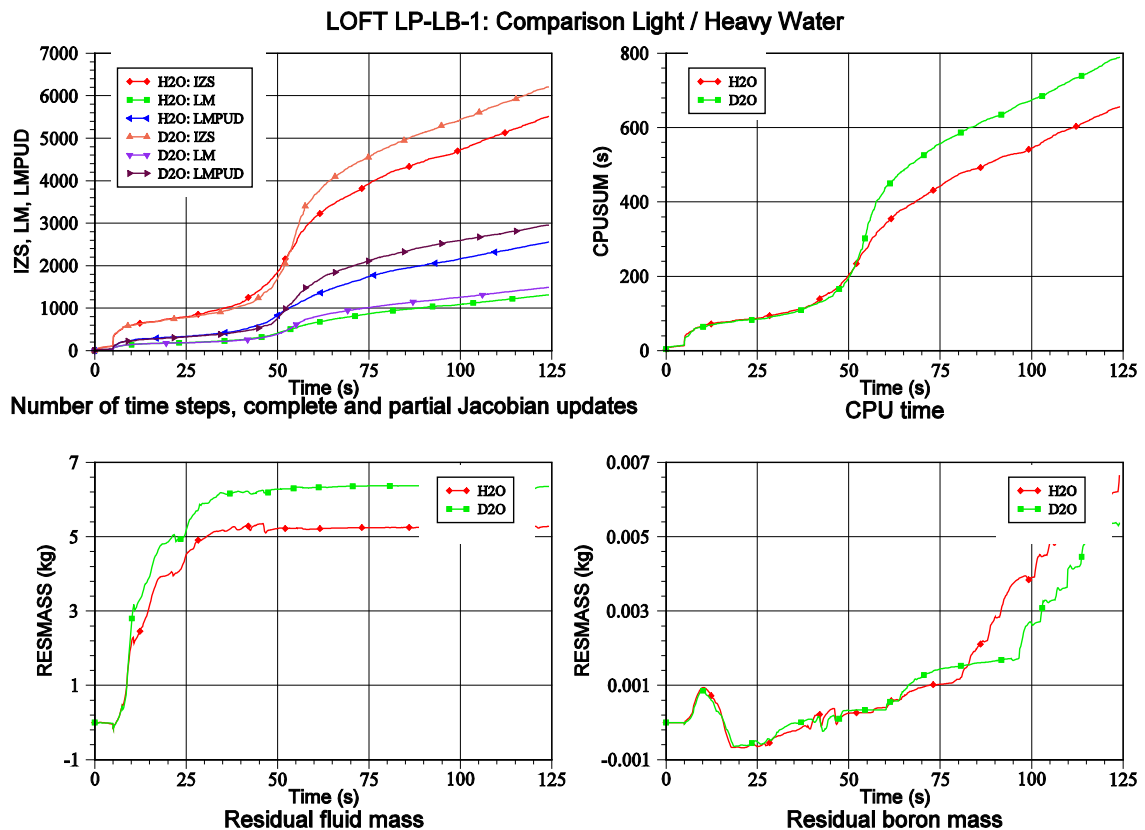 LOFT LP-LB-1: Comparison Light / Heavy Water
IZS, LM, LMPUD
7000
6000
5000
4000
3000
2000
1000
0
H2O: IZS
H2O: LM
H2O: LMPUD
D2O: IZS
D2O: LM
D2O: LMPUD
0 25 50 75 100 125
Time (s)
Number of time steps, complete and partial Jacobian updates
CPUSUM (s)
800
600
400
200
0
H2O
D2O
0 25 50 75 100 125
Time (s)
CPU time
RESMASS (kg)
7
5
3
1
-1
H2O
D2O
0 25 50 75 100 125
Time (s)
Residual fluid mass
RESMASS (kg)
0.007
0.005
0.003
0.001
-0.001
H2O
D2O
0 25 50 75 100 125
Time (s)
Residual boron mass